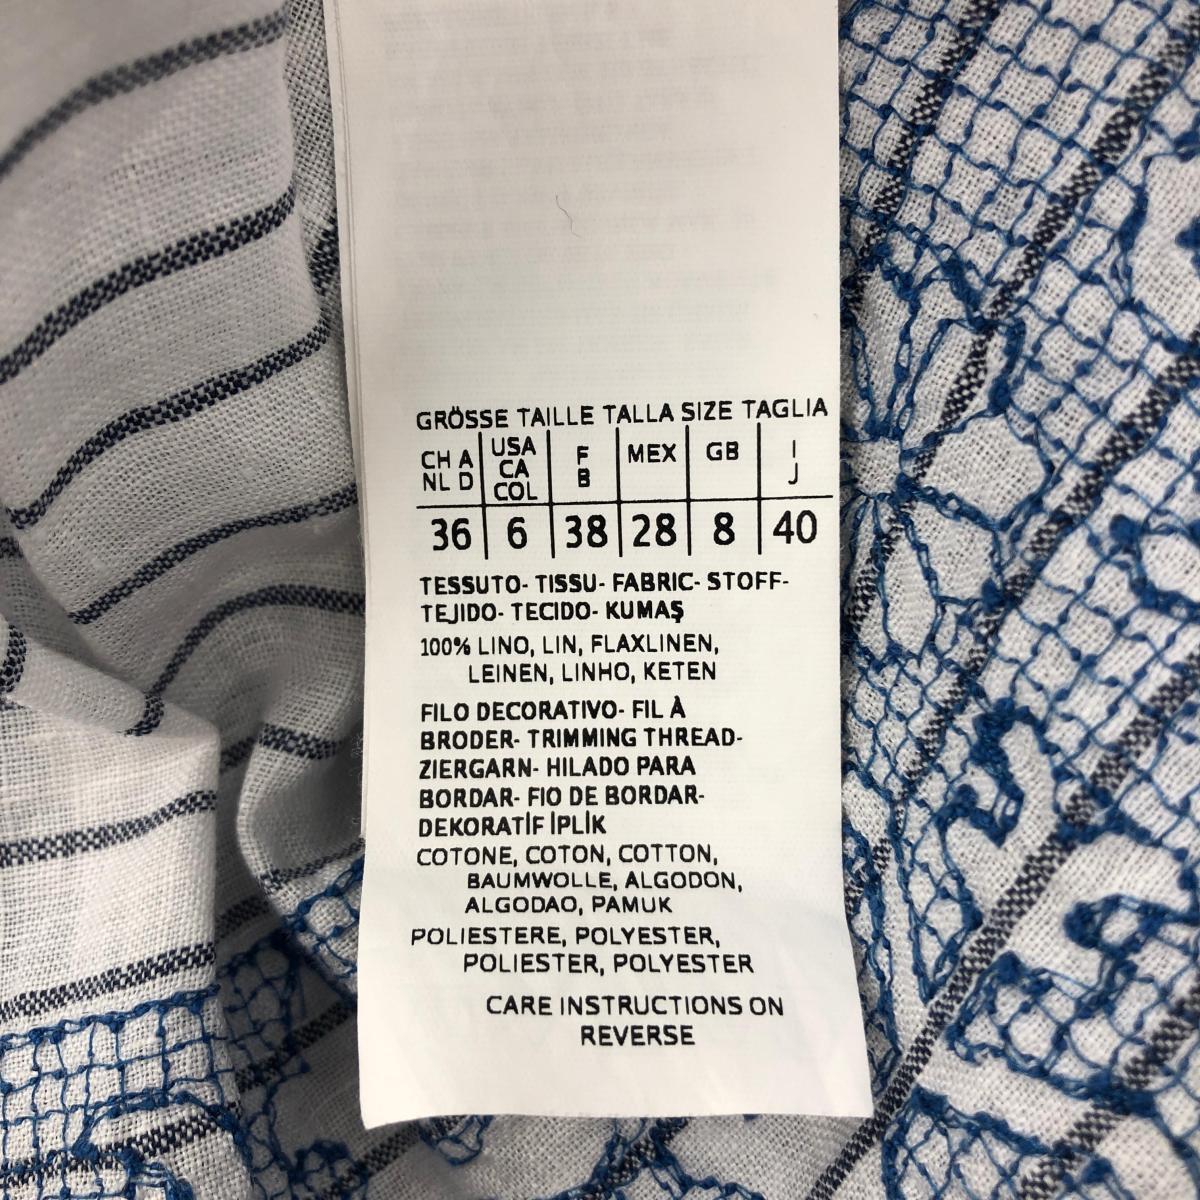 GRÖSSE TAILLE TALLA SIZE TAGLIA
CH A NL D | USA CA COL | F B | MEX | GB | I J
36 | 6 | 38 | 28 | 8 | 40
TESSUTO- TISSU- FABRIC- STOFF-
TEJIDO- TECIDO- KUMAŞ
100% LINO, LIN, FLAXLINEN,
LEINEN, LINHO, KETEN
FILO DECORATIVO- FIL À
BRODER- TRIMMING THREAD-
ZIERGARN- HILADO PARA
BORDAR- FIO DE BORDAR-
DEKORATİF İPLİK
COTONE, COTON, COTTON,
BAUMWOLLE, ALGODON,
ALGODAO, PAMUK
POLIESTERE, POLYESTER,
POLIESTER, POLYESTER
CARE INSTRUCTIONS ON
REVERSE